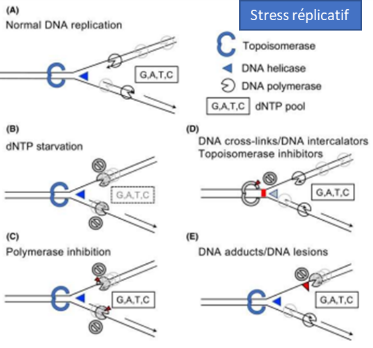 Stress réplicatif
(A)
Normal DNA replication
G,A,T,C
Topoisomerase
DNA helicase
DNA polymerase
G,A,T,C dNTP pool
(B)
dNTP starvation
G,A,T,C
(D)
DNA cross-links/DNA intercalators
Topoisomerase inhibitors
G,A,T,C
(C)
Polymerase inhibition
G,A,T,C
(E)
DNA adducts/DNA lesions
G,A,T,C